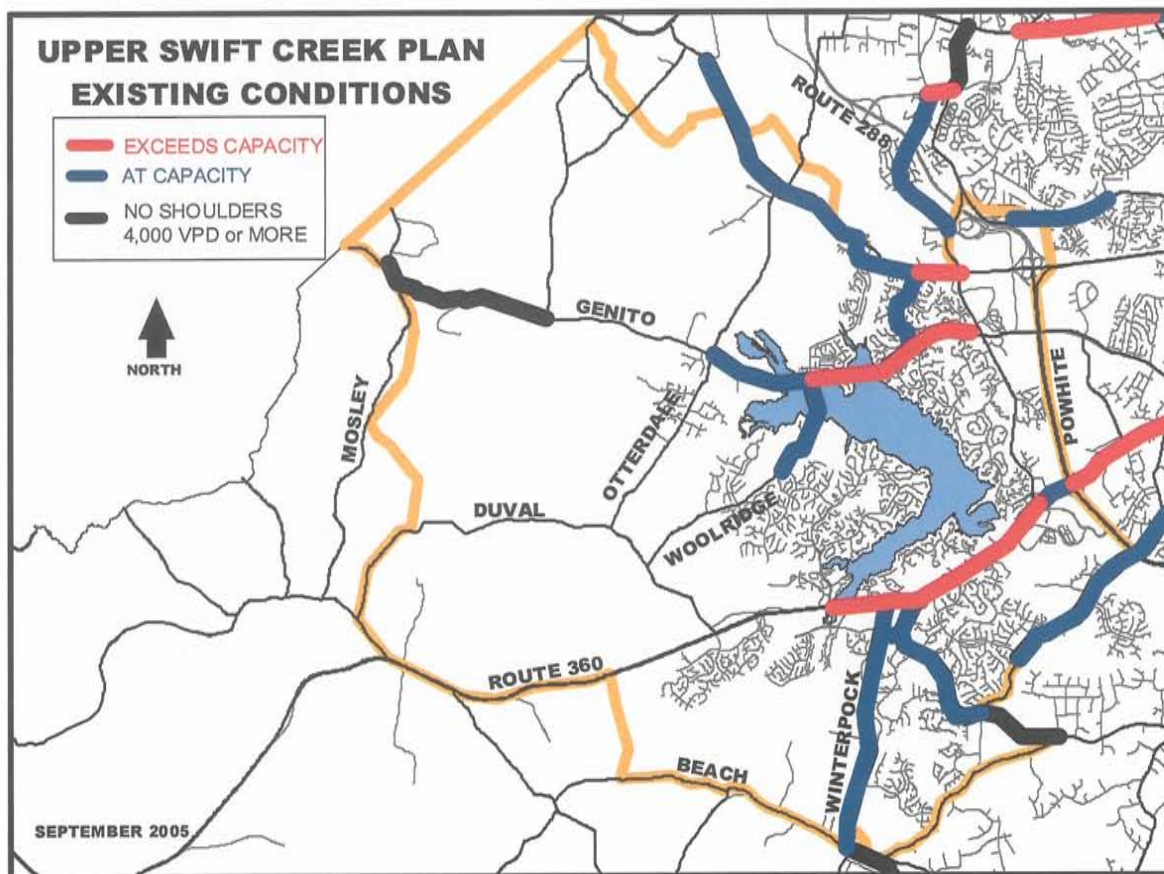 UPPER SWIFT CREEK PLAN
EXISTING CONDITIONS
EXCEEDS CAPACITY
AT CAPACITY
NO SHOULDERS
4,000 VPD or MORE
NORTH
ROUTE 288
GENITO
MOSLEY
OTTERDALE
POWHITE
DUVAL
WOOLRIDGE
ROUTE 360
WINTERPOCK
BEACH
SEPTEMBER 2005